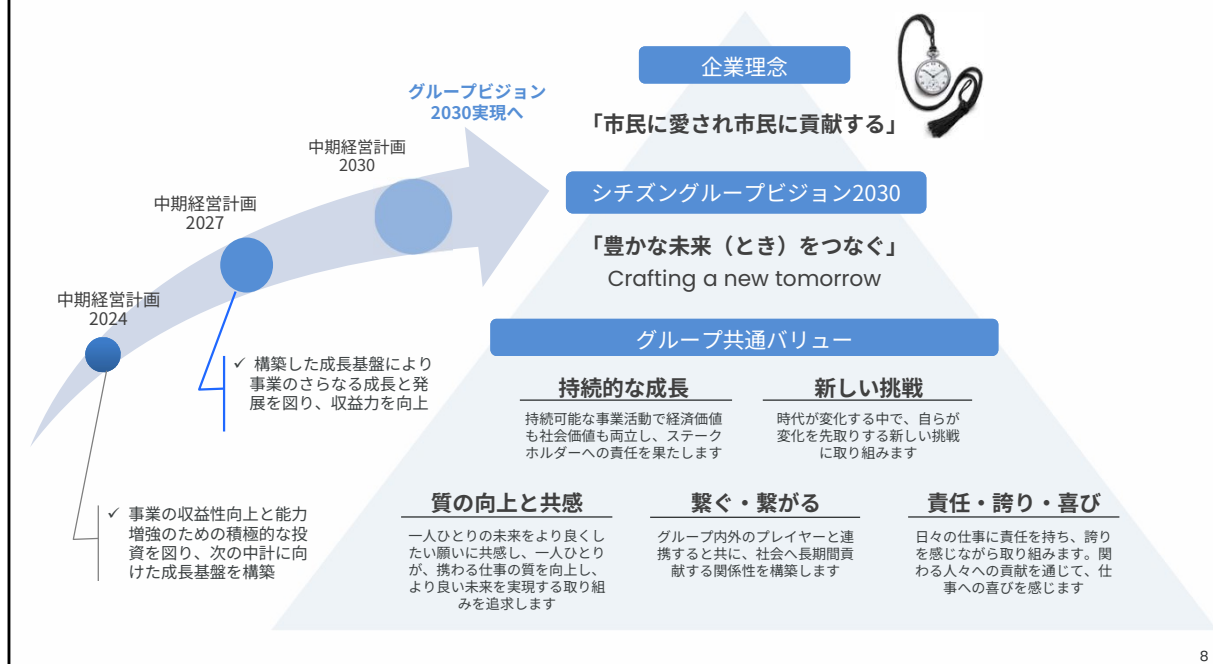 企業理念
「市民に愛され市民に貢献する」
グループビジョン
2030実現へ
中期経営計画
2030
中期経営計画
2027
中期経営計画
2024
✓ 構築した成長基盤により
事業のさらなる成長と発
展を図り、収益力を向上
✓ 事業の収益性向上と能力
増強のための積極的な投
資を図り、次の中計に向
けた成長基盤を構築
シチズングループビジョン2030
「豊かな未来（とき）をつなぐ」
Crafting a new tomorrow
グループ共通バリュー
持続的な成長
持続可能な事業活動で経済価値
も社会価値も両立し、ステーク
ホルダーへの責任を果たします
新しい挑戦
時代が変化する中で、自らが
変化を先取りする新しい挑戦
に取り組みます
質の向上と共感
一人ひとりの未来をより良くし
たい願いに共感し、一人ひとり
が、携わる仕事の質を向上し、
より良い未来を実現する取り組
みを追求します
繋ぐ・繋がる
グループ内外のプレイヤーと連
携すると共に、社会へ長期間貢
献する関係性を構築します
責任・誇り・喜び
日々の仕事に責任を持ち、誇り
を感じながら取り組みます。関
わる人々への貢献を通じて、仕
事への喜びを感じます
8